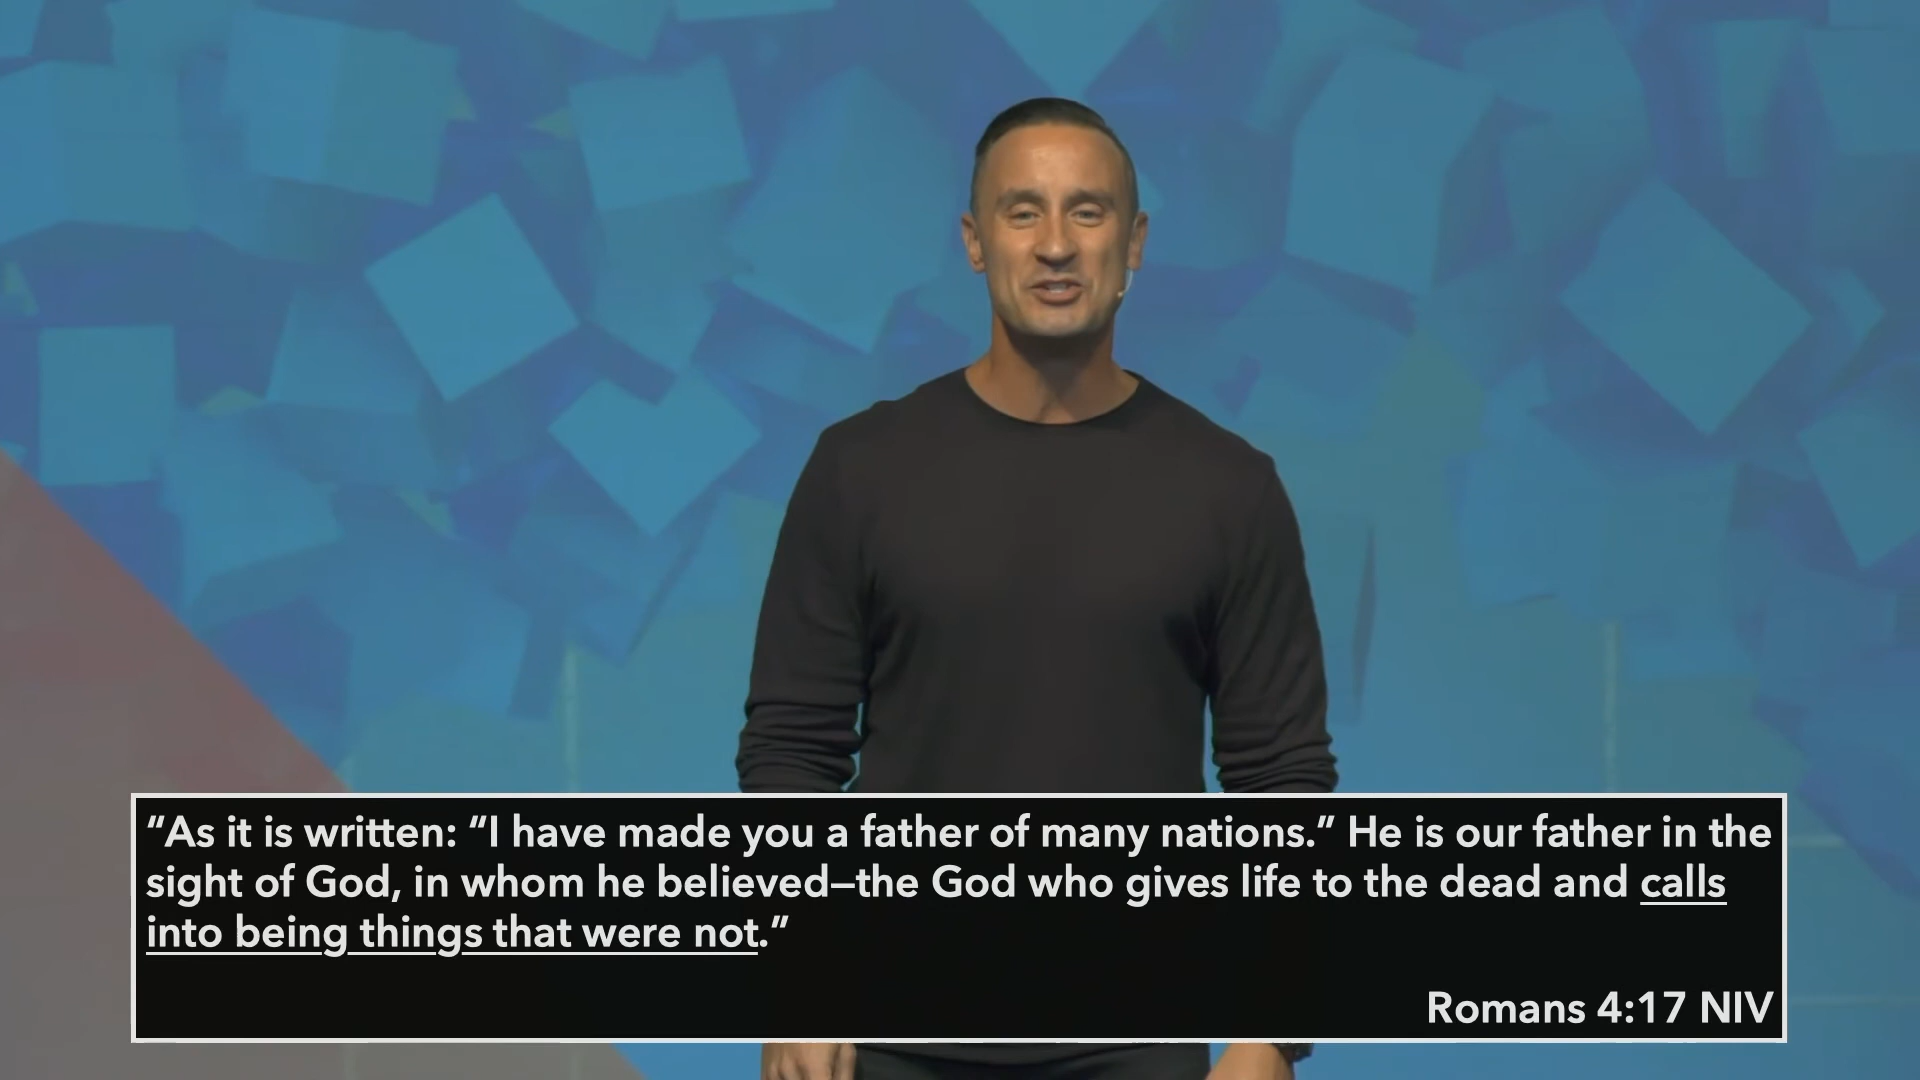 “As it is written: “I have made you a father of many nations.” He is our father in the
sight of God, in whom he believed—the God who gives life to the dead and calls
into being things that were not.”
Romans 4:17 NIV